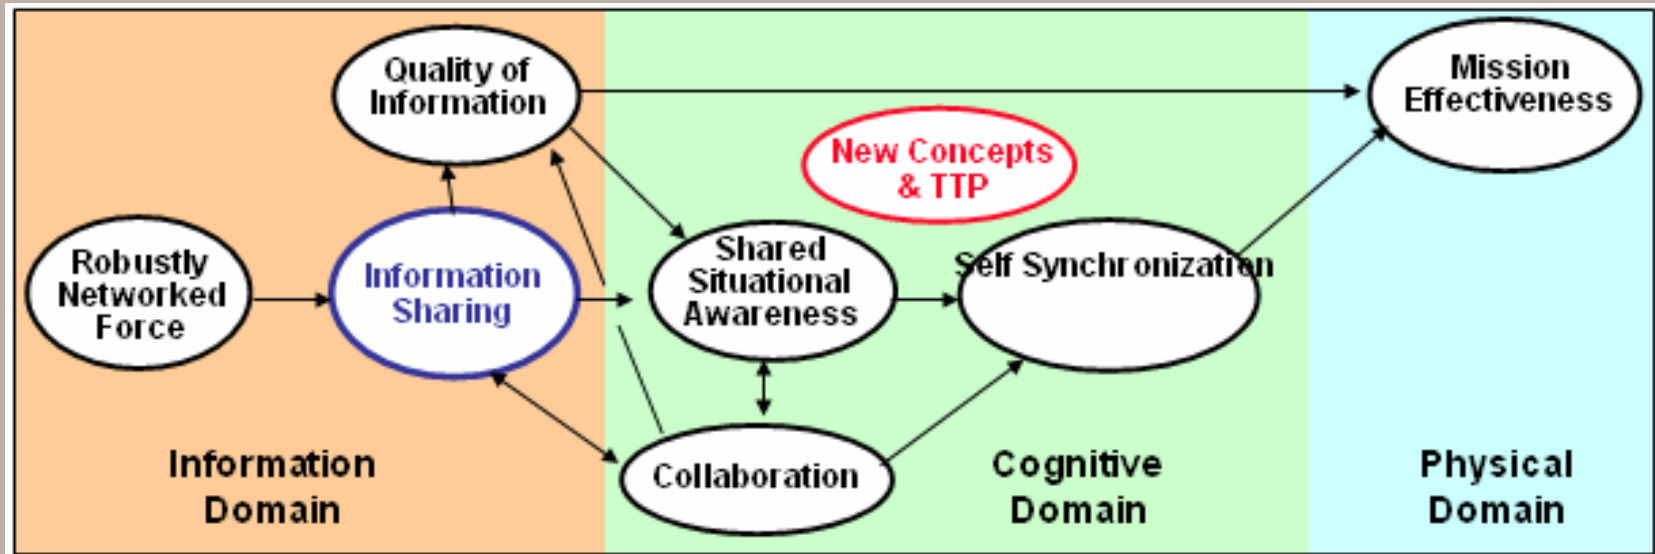 Quality of
Information
Mission
Effectiveness
New Concepts
& TTP
Robustly
Networked
Force
Information
Sharing
Shared
Situational
Awareness
Self Synchronization
Collaboration
Information
Domain
Cognitive
Domain
Physical
Domain